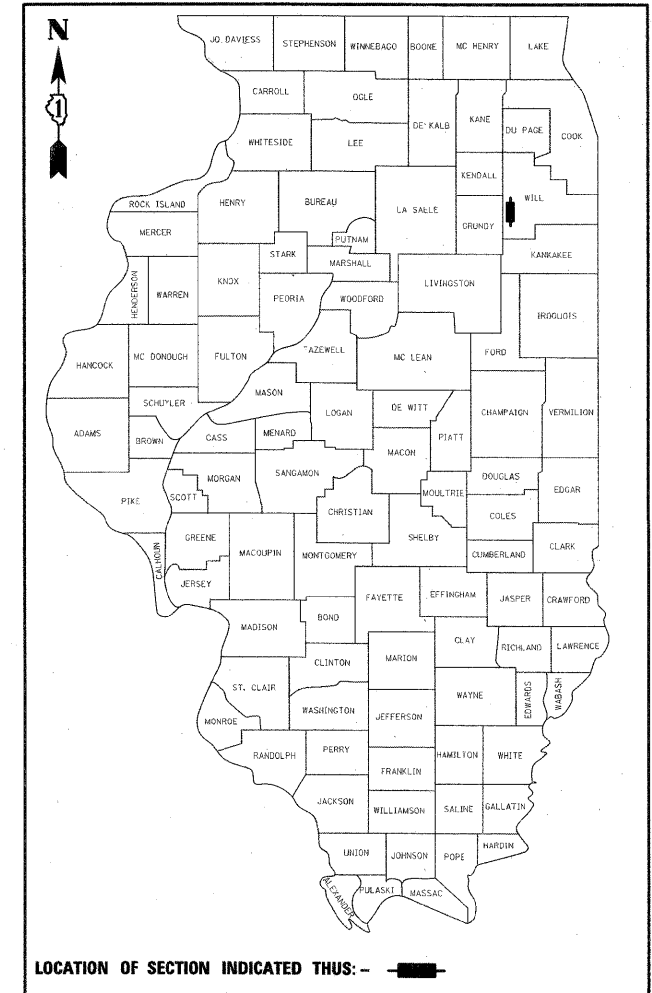 N
JO DAVIESS STEPHENSON WINNEBAGO BOONE MC HENRY LAKE
1
CARROLL OGLE DE KALB KANE DU PAGE COOK
WHITESIDE LEE
KENDALL
WILL
ROCK ISLAND HENRY BUREAU LA SALLE
MERCER PUTNAM GRUNDY
STARK KANKAKEE
MARSHALL
HENDERSON WARREN KNOX PEORIA WOODFORD LIVINGSTON
IROQUOIS
HANCOCK MC DONOUGH FULTON TAZEWELL MC LEAN FORD
MASON
SCHUYLER LOGAN DE WITT CHAMPAIGN VERMILION
ADAMS BROWN CASS MENARD PIATT
MACON
MORGAN SANGAMON DOUGLAS
PIKE SCOTT MOULTRIE EDGAR
CHRISTIAN COLES
GREENE MACOUPIN MONTGOMERY SHELBY
CALHOUN CUMBERLAND CLARK
JERSEY
FAYETTE EFFINGHAM JASPER CRAWFORD
MADISON BOND
CLAY RICHLAND LAWRENCE
CLINTON MARION
ST. CLAIR WAYNE EDWARDS WABASH
MONROE WASHINGTON JEFFERSON
RANDOLPH PERRY HAMILTON WHITE
FRANKLIN
JACKSON WILLIAMSON SALINE GALLATIN
UNION JOHNSON POPE HARDIN
ALEXANDER PULASKI MASSAC
LOCATION OF SECTION INDICATED THUS: -